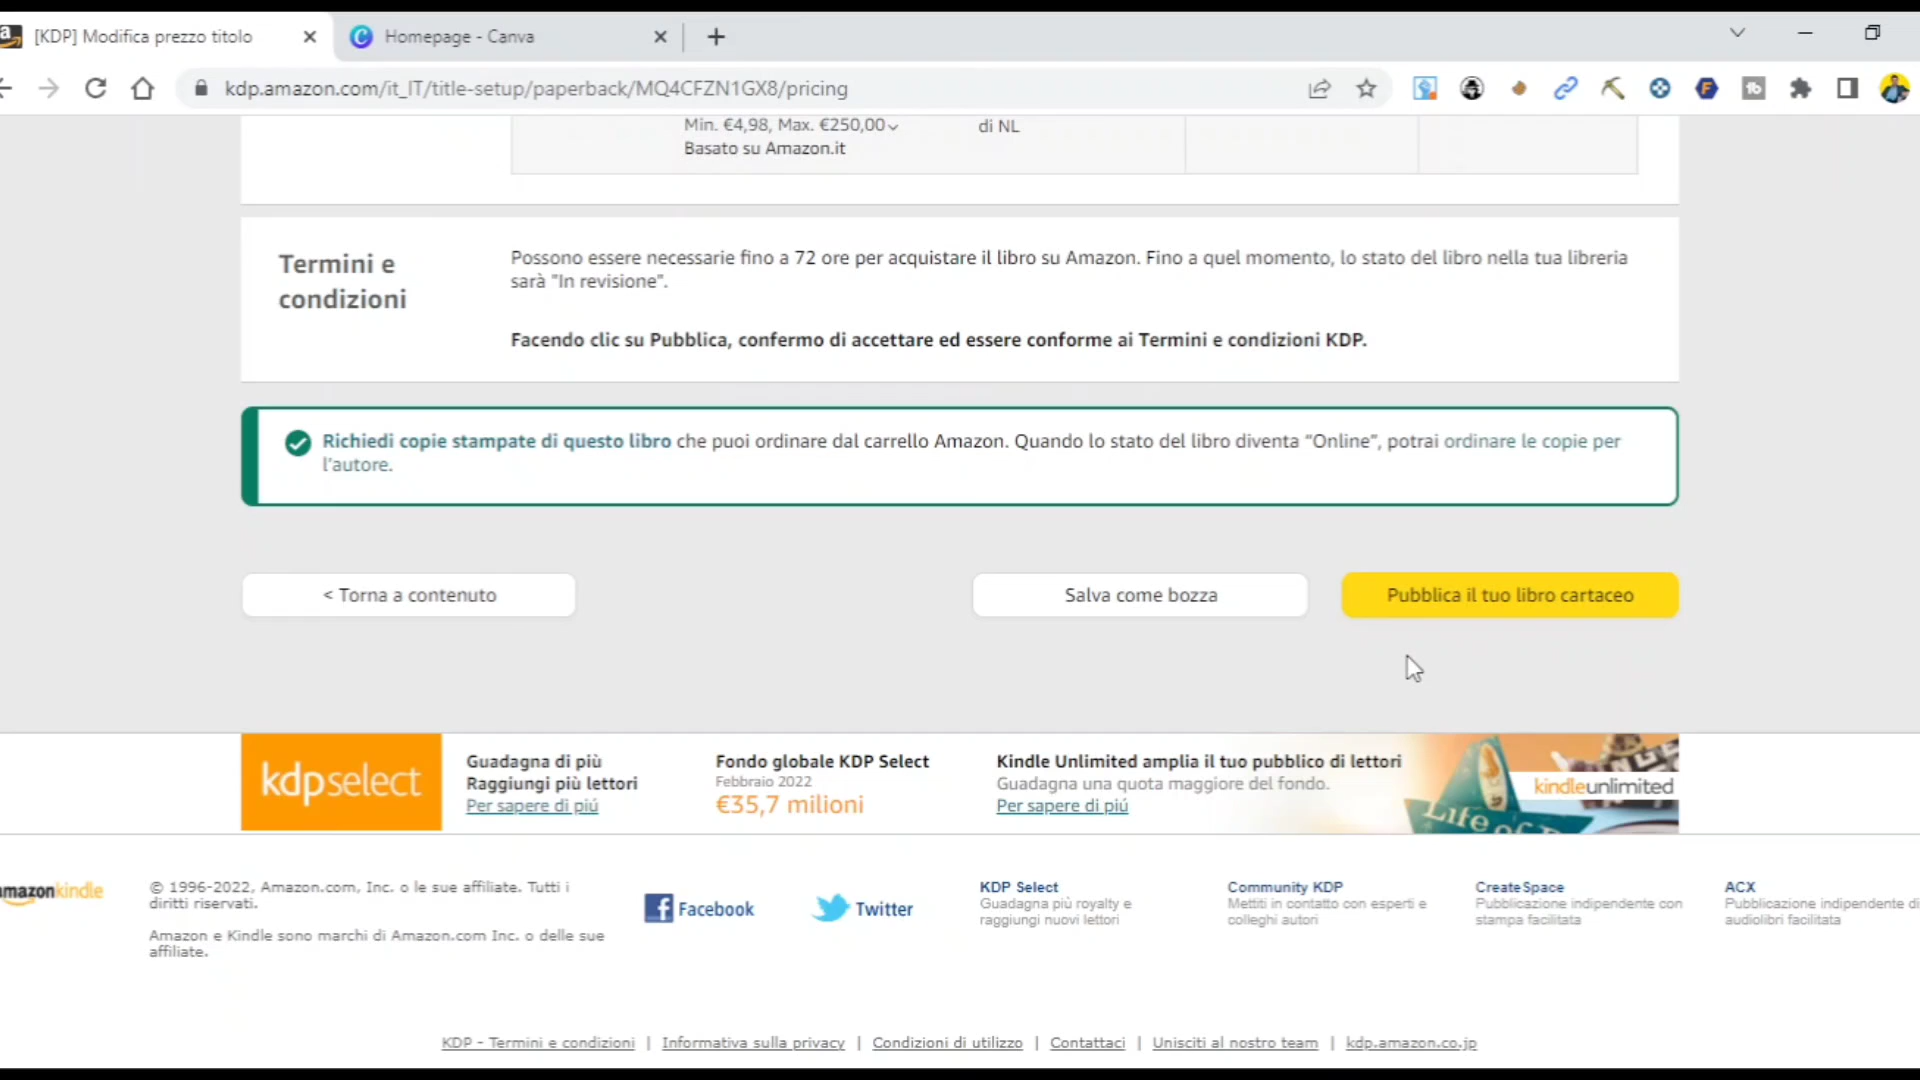 [KDP] Modifica prezzo titolo
Homepage - Canva
kdp.amazon.com/it_IT/title-setup/paperback/MQ4CFZN1GX8/pricing
Min. €4,98, Max. €250,00
di NL
Basato su Amazon.it
Termini e
condizioni
Possono essere necessarie fino a 72 ore per acquistare il libro su Amazon. Fino a quel momento, lo stato del libro nella tua libreria
sarà "In revisione".
Facendo clic su Pubblica, confermo di accettare ed essere conforme ai Termini e condizioni KDP.
Richiedi copie stampate di questo libro che puoi ordinare dal carrello Amazon. Quando lo stato del libro diventa “Online”, potrai ordinare le copie per
l’autore.
< Torna a contenuto
Salva come bozza
Pubblica il tuo libro cartaceo
kdpselect
Guadagna di più
Raggiungi più lettori
Per sapere di piú
Fondo globale KDP Select
Febbraio 2022
€35,7 milioni
Kindle Unlimited amplia il tuo pubblico di lettori
Guadagna una quota maggiore del fondo.
Per sapere di piú
Life of
kindleunlimited
amazonkindle
© 1996-2022, Amazon.com, Inc. o le sue affiliate. Tutti i
diritti riservati.
Amazon e Kindle sono marchi di Amazon.com Inc. o delle sue
affiliate.
Facebook
Twitter
KDP Select
Guadagna più royalty e
raggiungi nuovi lettori
Community KDP
Mettiti in contatto con esperti e
colleghi autori
CreateSpace
Pubblicazione indipendente con
stampa facilitata
ACX
Pubblicazione indipendente di
audiolibri facilitata
KDP - Termini e condizioni | Informativa sulla privacy | Condizioni di utilizzo | Contattaci | Unisciti al nostro team | kdp.amazon.co.jp